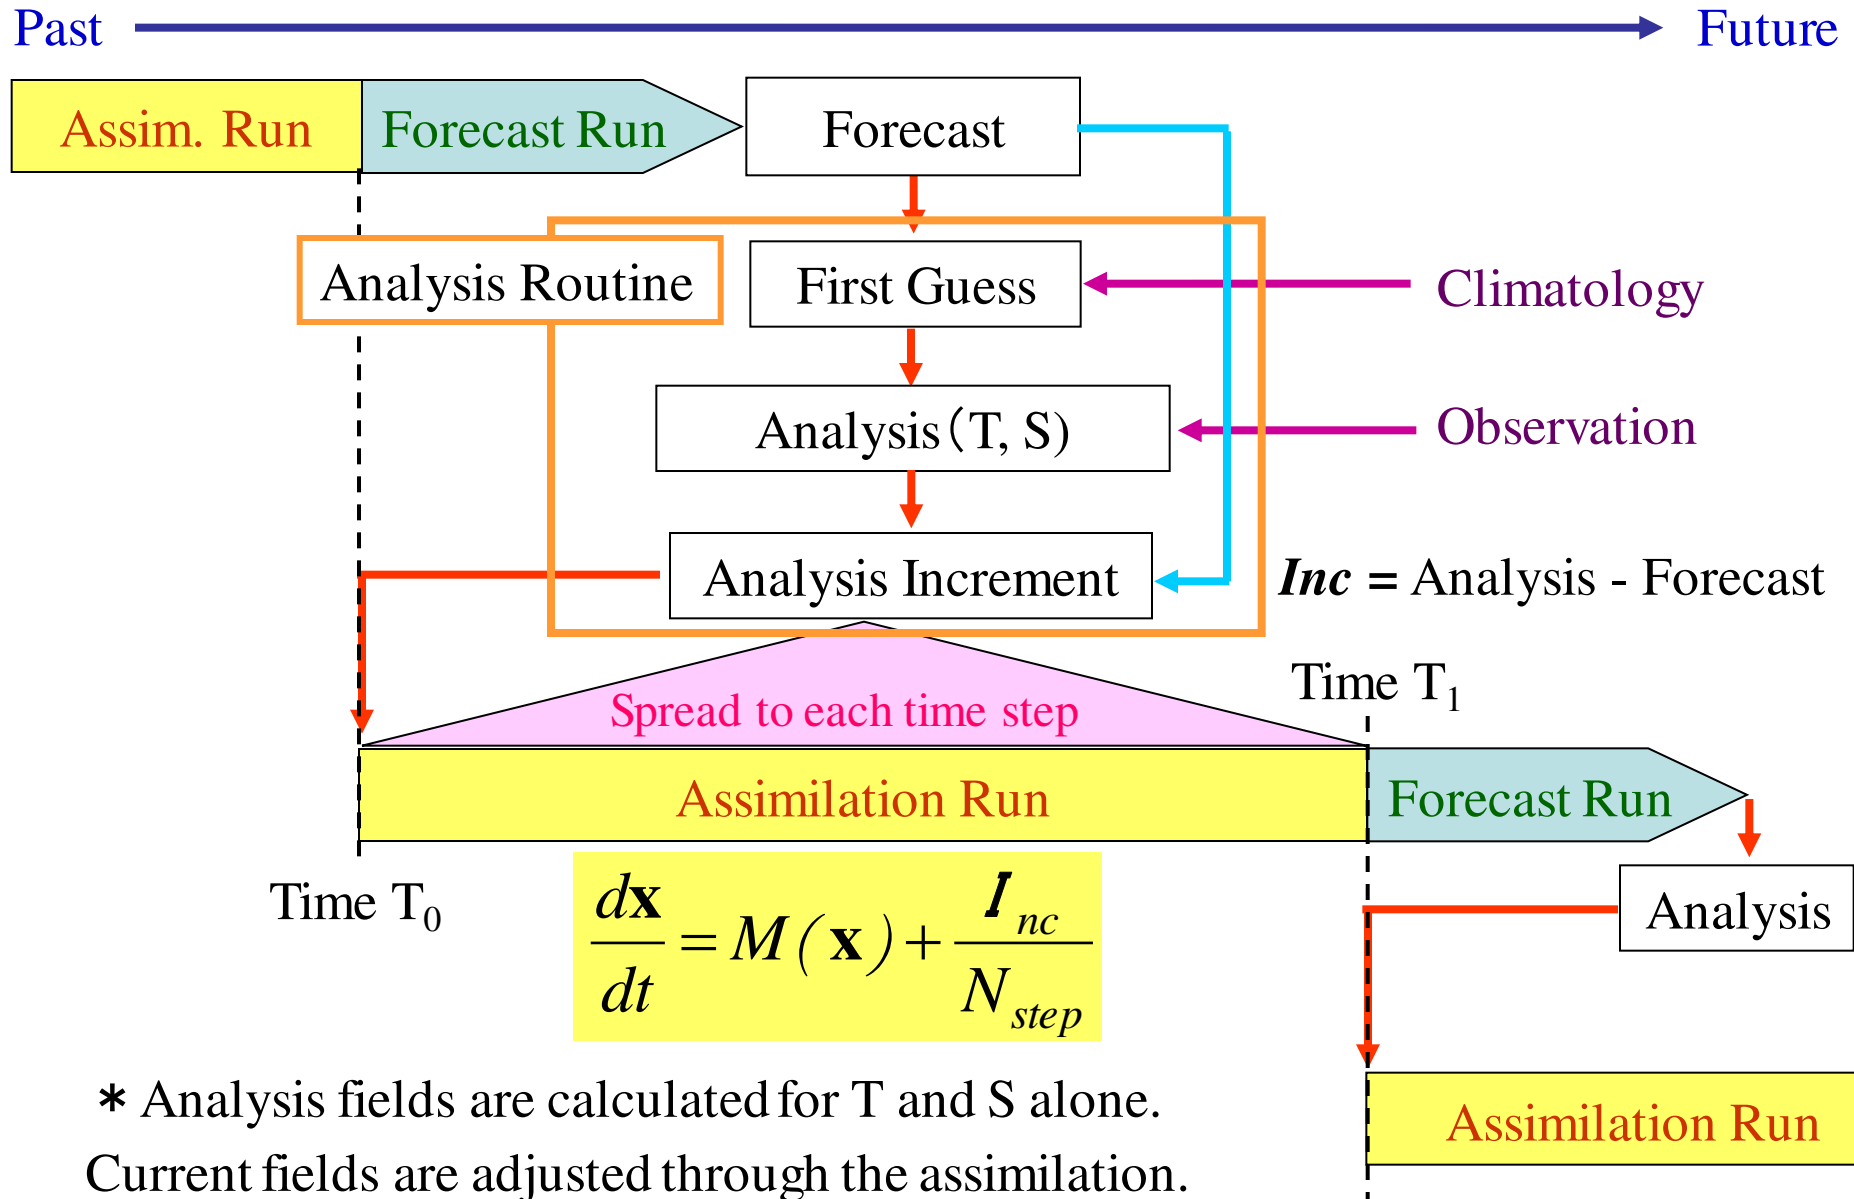 Past
Future
Assim. Run
Forecast Run
Forecast
Analysis Routine
First Guess
Climatology
Analysis (T, S)
Observation
Analysis Increment
Inc = Analysis - Forecast
Time T₁
Spread to each time step
Assimilation Run
Forecast Run
Time T₀
dx/dt = M(x) + I_nc/N_step
Analysis
* Analysis fields are calculated for T and S alone.
Assimilation Run
Current fields are adjusted through the assimilation.